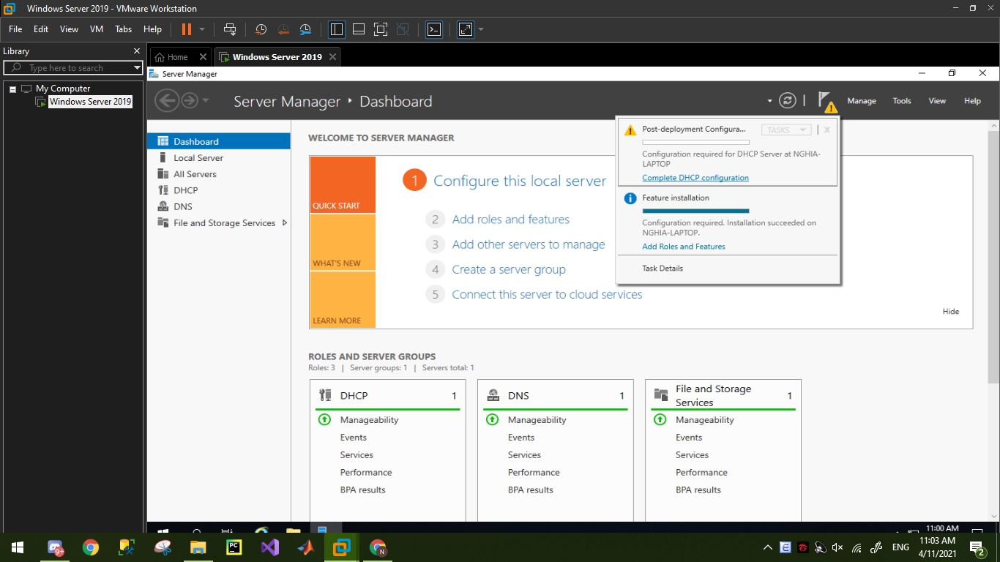 Windows Server 2019 - VMware Workstation
File Edit View VM Tabs Help
Library
Type here to search
My Computer
Windows Server 2019
Home
Windows Server 2019
Server Manager
Server Manager • Dashboard
Manage Tools View Help
Dashboard
Local Server
All Servers
DHCP
DNS
File and Storage Services
WELCOME TO SERVER MANAGER
QUICK START
WHAT'S NEW
LEARN MORE
1 Configure this local server
2 Add roles and features
3 Add other servers to manage
4 Create a server group
5 Connect this server to cloud services
Hide
Post-deployment Configura...
TASKS
Configuration required for DHCP Server at NGHIA-
LAPTOP
Complete DHCP configuration
Feature installation
Configuration required. Installation succeeded on
NGHIA-LAPTOP.
Add Roles and Features
Task Details
ROLES AND SERVER GROUPS
Roles: 3 | Server groups: 1 | Servers total: 1
DHCP 1
Manageability
Events
Services
Performance
BPA results
DNS 1
Manageability
Events
Services
Performance
BPA results
File and Storage
Services 1
Manageability
Events
Services
Performance
BPA results
11:00 AM
9+
PC
N
ENG
11:03 AM
4/11/2021
2